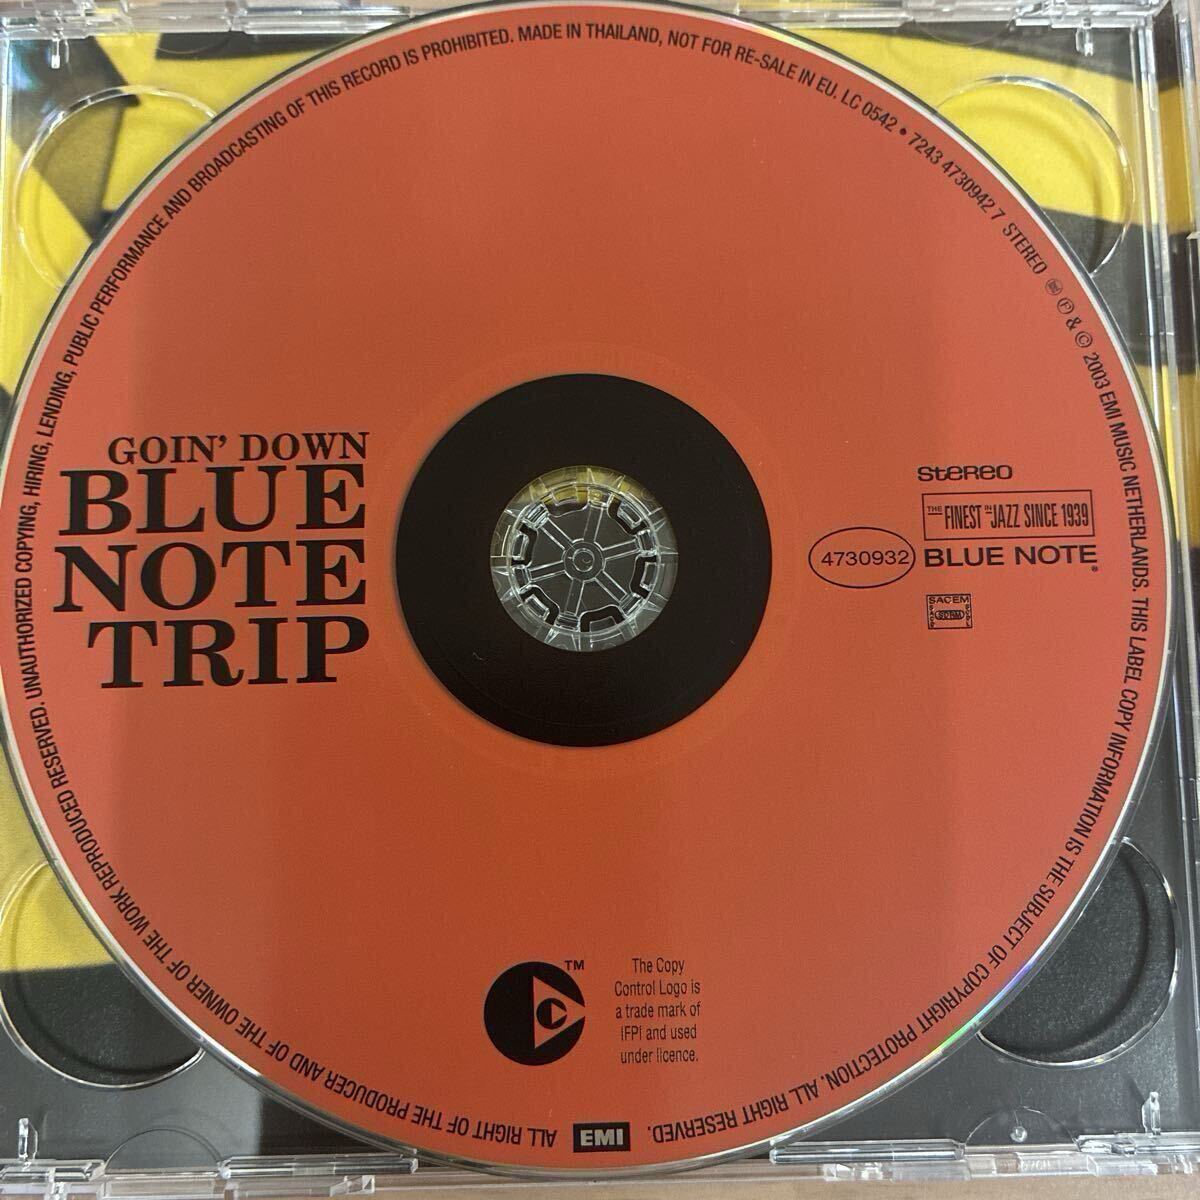 GOIN' DOWN
BLUE
NOTE
TRIP
stereo
THE FINEST IN JAZZ SINCE 1939
BLUE NOTE
4730932
SACEM
SDRM
TM
The Copy
Control Logo is
a trade mark of
IFPI and used
under licence.
EMI
ALL RIGHT OF THE PRODUCER AND OF THE OWNER OF THE WORK REPRODUCED RESERVED. UNAUTHORIZED COPYING, HIRING, LENDING, PUBLIC PERFORMANCE AND BROADCASTING OF THIS RECORD IS PROHIBITED. MADE IN THAILAND, NOT FOR RE-SALE IN EU. LC 0542 • 7243 4730942 7 STEREO Ⓟ & © 2003 EMI MUSIC NETHERLANDS. THIS LABEL COPY INFORMATION IS THE SUBJECT OF COPYRIGHT PROTECTION. ALL RIGHT RESERVED.